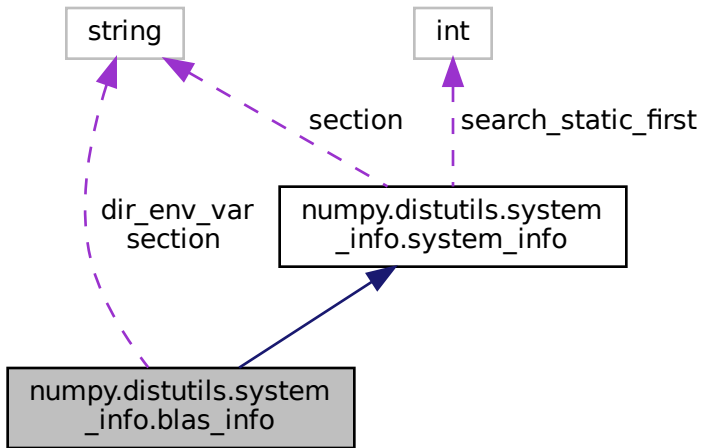 string
int
section
search_static_first
dir_env_var
section
numpy.distutils.system
_info.system_info
numpy.distutils.system
_info.blas_info